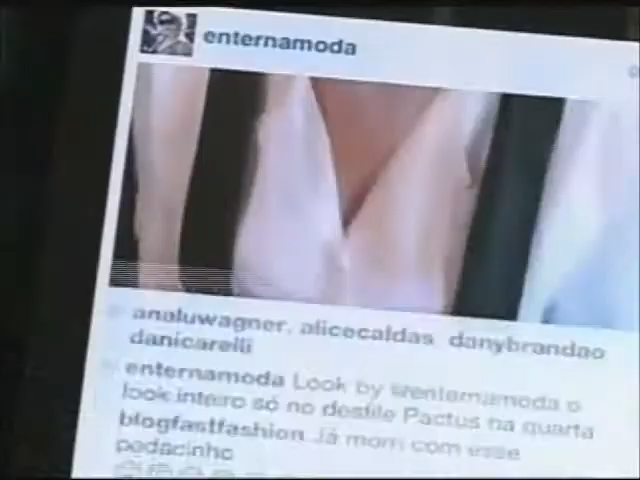 enternamoda
analuwagner, alicecaldas danybrandao
danicarelli
enternamoda Look by @enternamoda o
look inteiro só no desfile Pactus na quarta
blogfastfashion Já morri com esse
pedacinho